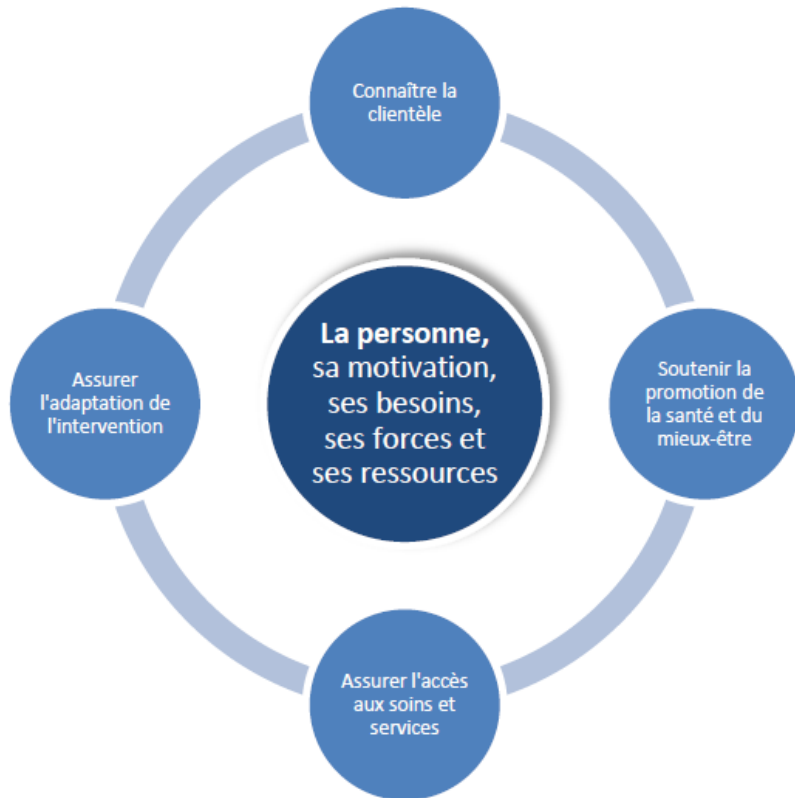 Connaître la
clientèle
La personne,
sa motivation,
ses besoins,
ses forces et
ses ressources
Assurer
l'adaptation de
l'intervention
Soutenir la
promotion de
la santé et du
mieux-être
Assurer l'accès
aux soins et
services